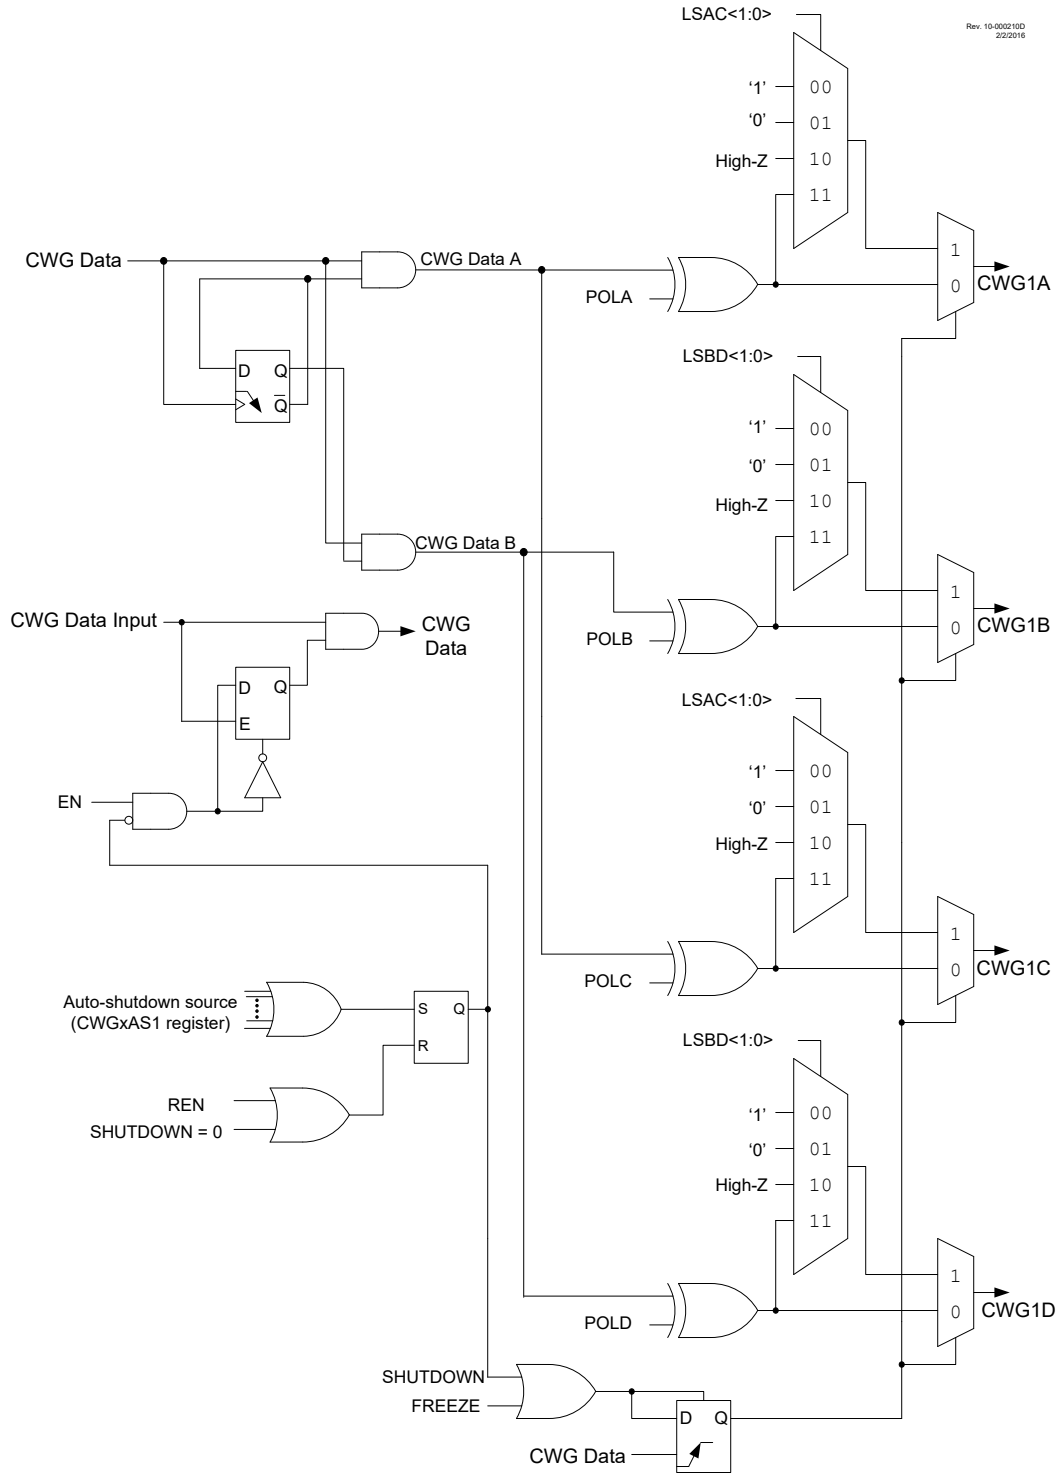 LSAC<1:0>
Rev. 10-000210D
2/2/2016
‘1’
00
‘0’
01
High-Z
10
11
CWG Data
CWG Data A
POLA
1
0
CWG1A
LSBD<1:0>
D
Q
Q
‘1’
00
‘0’
01
High-Z
10
11
CWG Data B
CWG Data Input
CWG
Data
POLB
1
0
CWG1B
D
Q
E
LSAC<1:0>
‘1’
00
EN
‘0’
01
High-Z
10
11
1
0
CWG1C
POLC
Auto-shutdown source
(CWGxAS1 register)
S
Q
R
LSBD<1:0>
REN
SHUTDOWN = 0
‘1’
00
‘0’
01
High-Z
10
11
1
0
CWG1D
POLD
SHUTDOWN
FREEZE
D
Q
CWG Data